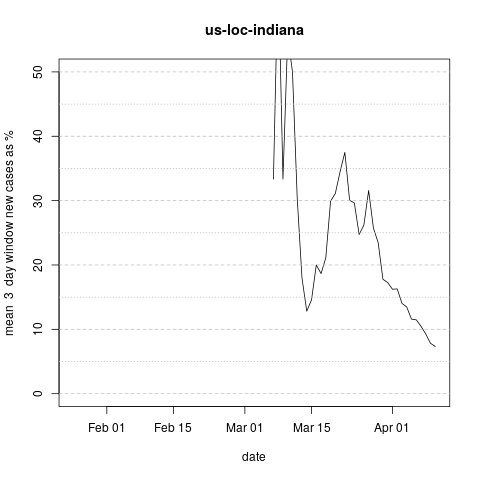 us-loc-indiana
mean  3  day window new cases as %
50
40
30
20
10
0
Feb 01
Feb 15
Mar 01
Mar 15
Apr 01
date